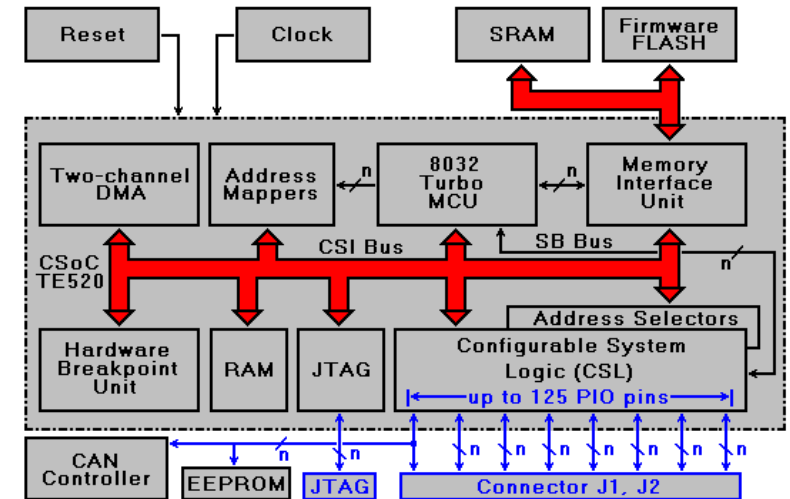 Reset
Clock
SRAM
Firmware
FLASH
Two-channel
DMA
Address
Mappers
n
8032
Turbo
MCU
n
Memory
Interface
Unit
CSI Bus
SB Bus
n
CSoC
TE520
Hardware
Breakpoint
Unit
RAM
JTAG
Address Selectors
Configurable System
Logic (CSL)
up to 125 PIO pins
CAN
Controller
n
n
n
n
n
n
n
n
n
EEPROM
JTAG
Connector J1, J2